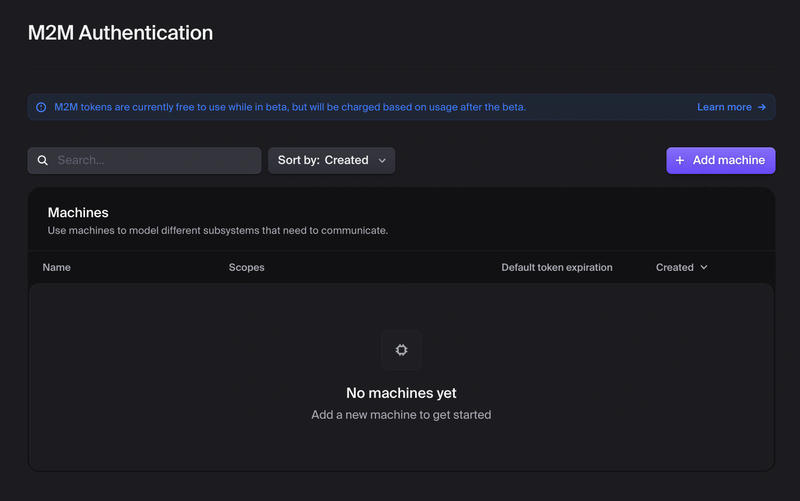 M2M Authentication
M2M tokens are currently free to use while in beta, but will be charged based on usage after the beta.
Learn more →
Search...
Sort by: Created
+ Add machine
Machines
Use machines to model different subsystems that need to communicate.
Name
Scopes
Default token expiration
Created
No machines yet
Add a new machine to get started